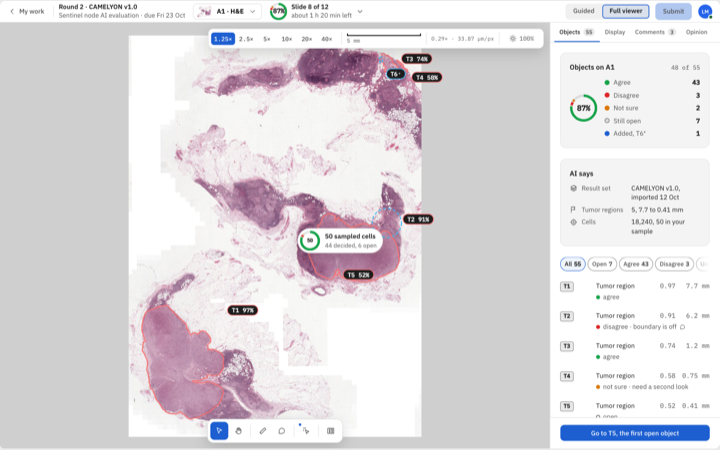 My work
Round 2 · CAMELYON v1.0
Sentinel node AI evaluation · due Fri 23 Oct
A1 · H&E
87%
Slide 8 of 12
about 1 h 20 min left
Guided
Full viewer
Submit
LM
1.25×
2.5×
5×
10×
20×
40×
5 mm
0.29× · 33.87 µm/px
100%
T3 74%
T6⁺
T4 58%
T2 91%
50
50 sampled cells
44 decided, 6 open
T5 52%
T1 97%
Objects 55
Display
Comments 3
Opinion
Objects on A1
48 of 55
87%
Agree 43
Disagree 3
Not sure 2
Still open 7
Added, T6⁺ 1
AI says
Result set CAMELYON v1.0,
imported 12 Oct
Tumor regions 5, 7.7 to 0.41 mm
Cells 18,240, 50 in your
sample
All 55
Open 7
Agree 43
Disagree 3
T1 Tumor region 0.97 7.7 mm
agree
T2 Tumor region 0.91 6.2 mm
disagree · boundary is off
T3 Tumor region 0.74 1.2 mm
agree
T4 Tumor region 0.58 0.75 mm
not sure · need a second look
T5 Tumor region 0.52 0.41 mm
open
Go to T5, the first open object